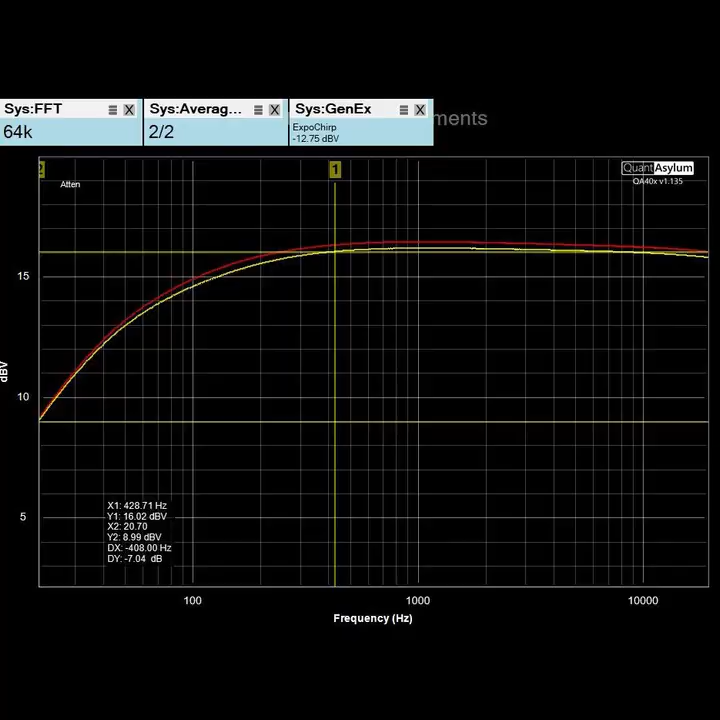 Sys:FFT
Sys:Averag...
Sys:GenEx
64k
2/2
ExpoChirp
-12.75 dBV
ments
1
QuantAsylum
QA40x v1.135
Atten
15
10
5
dBV
X1: 428.71 Hz
Y1: 16.02 dBV
X2: 20.70
Y2: 8.99 dBV
DX: -408.00 Hz
DY: -7.04 dB
100
1000
10000
Frequency (Hz)